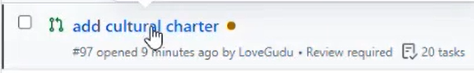 add cultural charter
#97 opened 9 minutes ago by LoveGudu • Review required 20 tasks